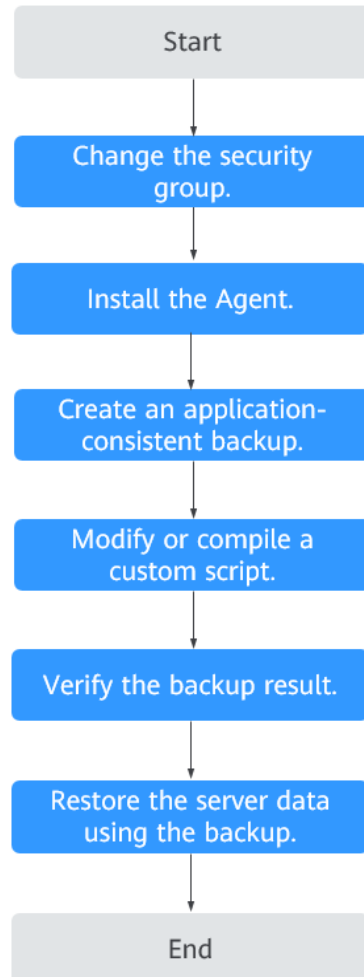 Start
Change the security
group.
Install the Agent.
Create an application-
consistent backup.
Modify or compile a
custom script.
Verify the backup result.
Restore the server data
using the backup.
End